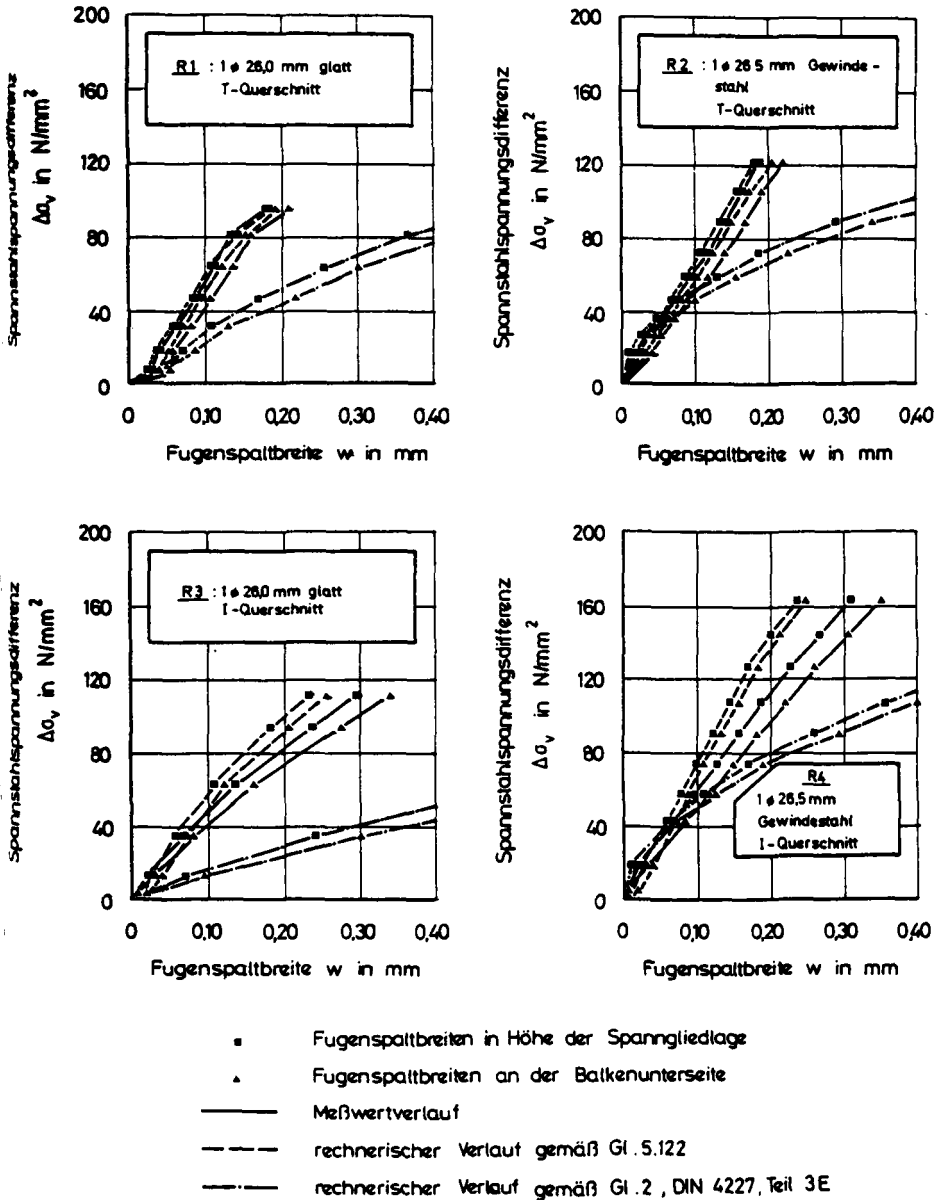 200
160
120
80
40
0
Spannstahlspannungsdifferenz
Δσv in N/mm²
R1 : 1 ø 26,0 mm glatt
T-Querschnitt
0 0,10 0,20 0,30 0,40
Fugenspaltbreite w in mm
200
160
120
80
40
0
Spannstahlspannungsdifferenz
Δσv in N/mm²
R2 : 1 ø 26 5 mm Gewinde-
stahl
T-Querschnitt
0 0,10 0,20 0,30 0,40
Fugenspaltbreite w in mm
200
160
120
80
40
0
Spannstahlspannungsdifferenz
Δσv in N/mm²
R3 : 1 ø 26,0 mm glatt
I-Querschnitt
0 0,10 0,20 0,30 0,40
Fugenspaltbreite w in mm
200
160
120
80
40
0
Spannstahlspannungsdifferenz
Δσv in N/mm²
R4
1 ø 26,5 mm
Gewindestahl
I-Querschnitt
0 0,10 0,20 0,30 0,40
Fugenspaltbreite w in mm
Fugenspaltbreiten in Höhe der Spanngliedlage
Fugenspaltbreiten an der Balkenunterseite
Meßwertverlauf
rechnerischer Verlauf gemäß Gl. 5.122
rechnerischer Verlauf gemäß Gl. 2, DIN 4227, Teil 3E